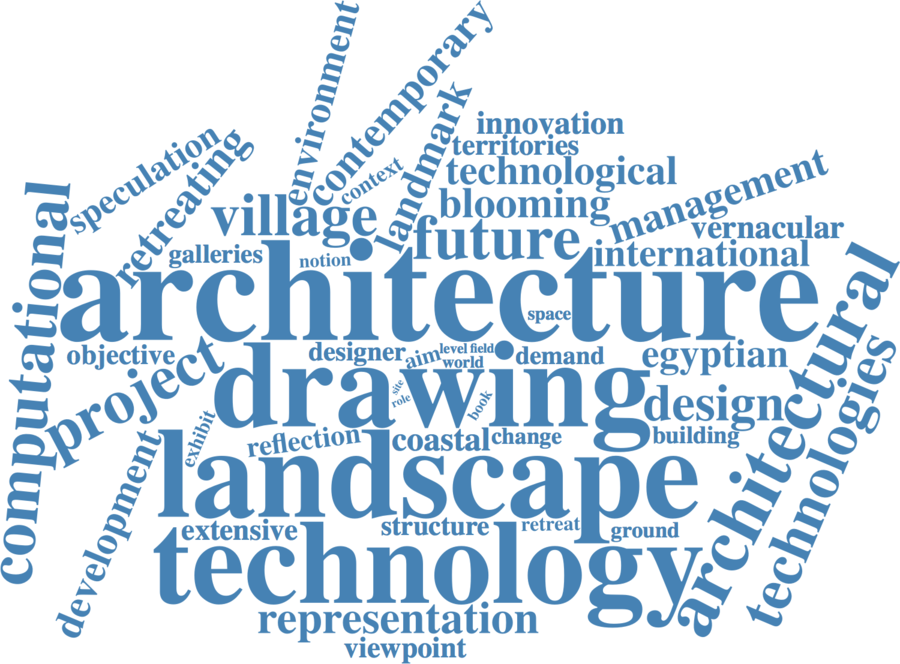 environment
contemporary
landmark
context
innovation
territories
technological
blooming
management
vernacular
international
speculation
retreating
village
future
galleries
notion
computational
architecture
space
architectural
objective
designer
aim
level field
world
demand
egyptian
project
drawing
site
role
book
design
technologies
exhibit
reflection
coastal
change
building
development
landscape
extensive
structure
retreat
ground
technology
representation
viewpoint